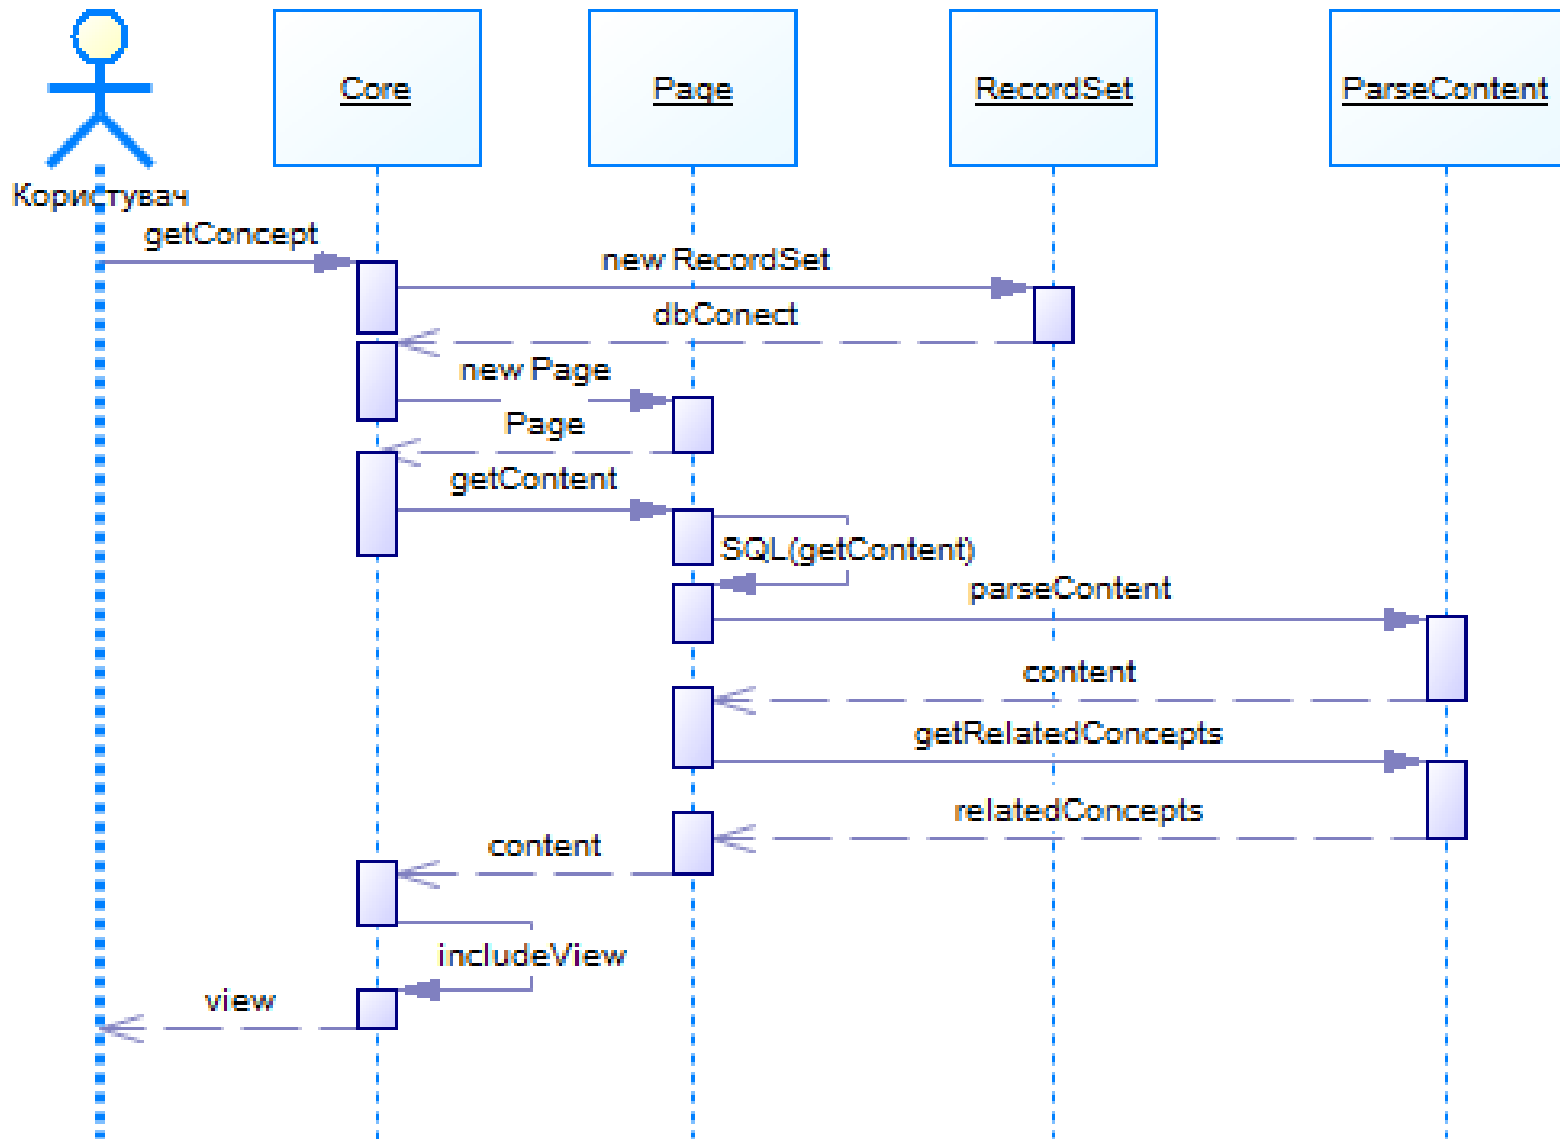 Core
Page
RecordSet
ParseContent
Користувач
getConcept
new RecordSet
dbConect
new Page
Page
getContent
SQL(getContent)
parseContent
content
getRelatedConcepts
relatedConcepts
content
includeView
view